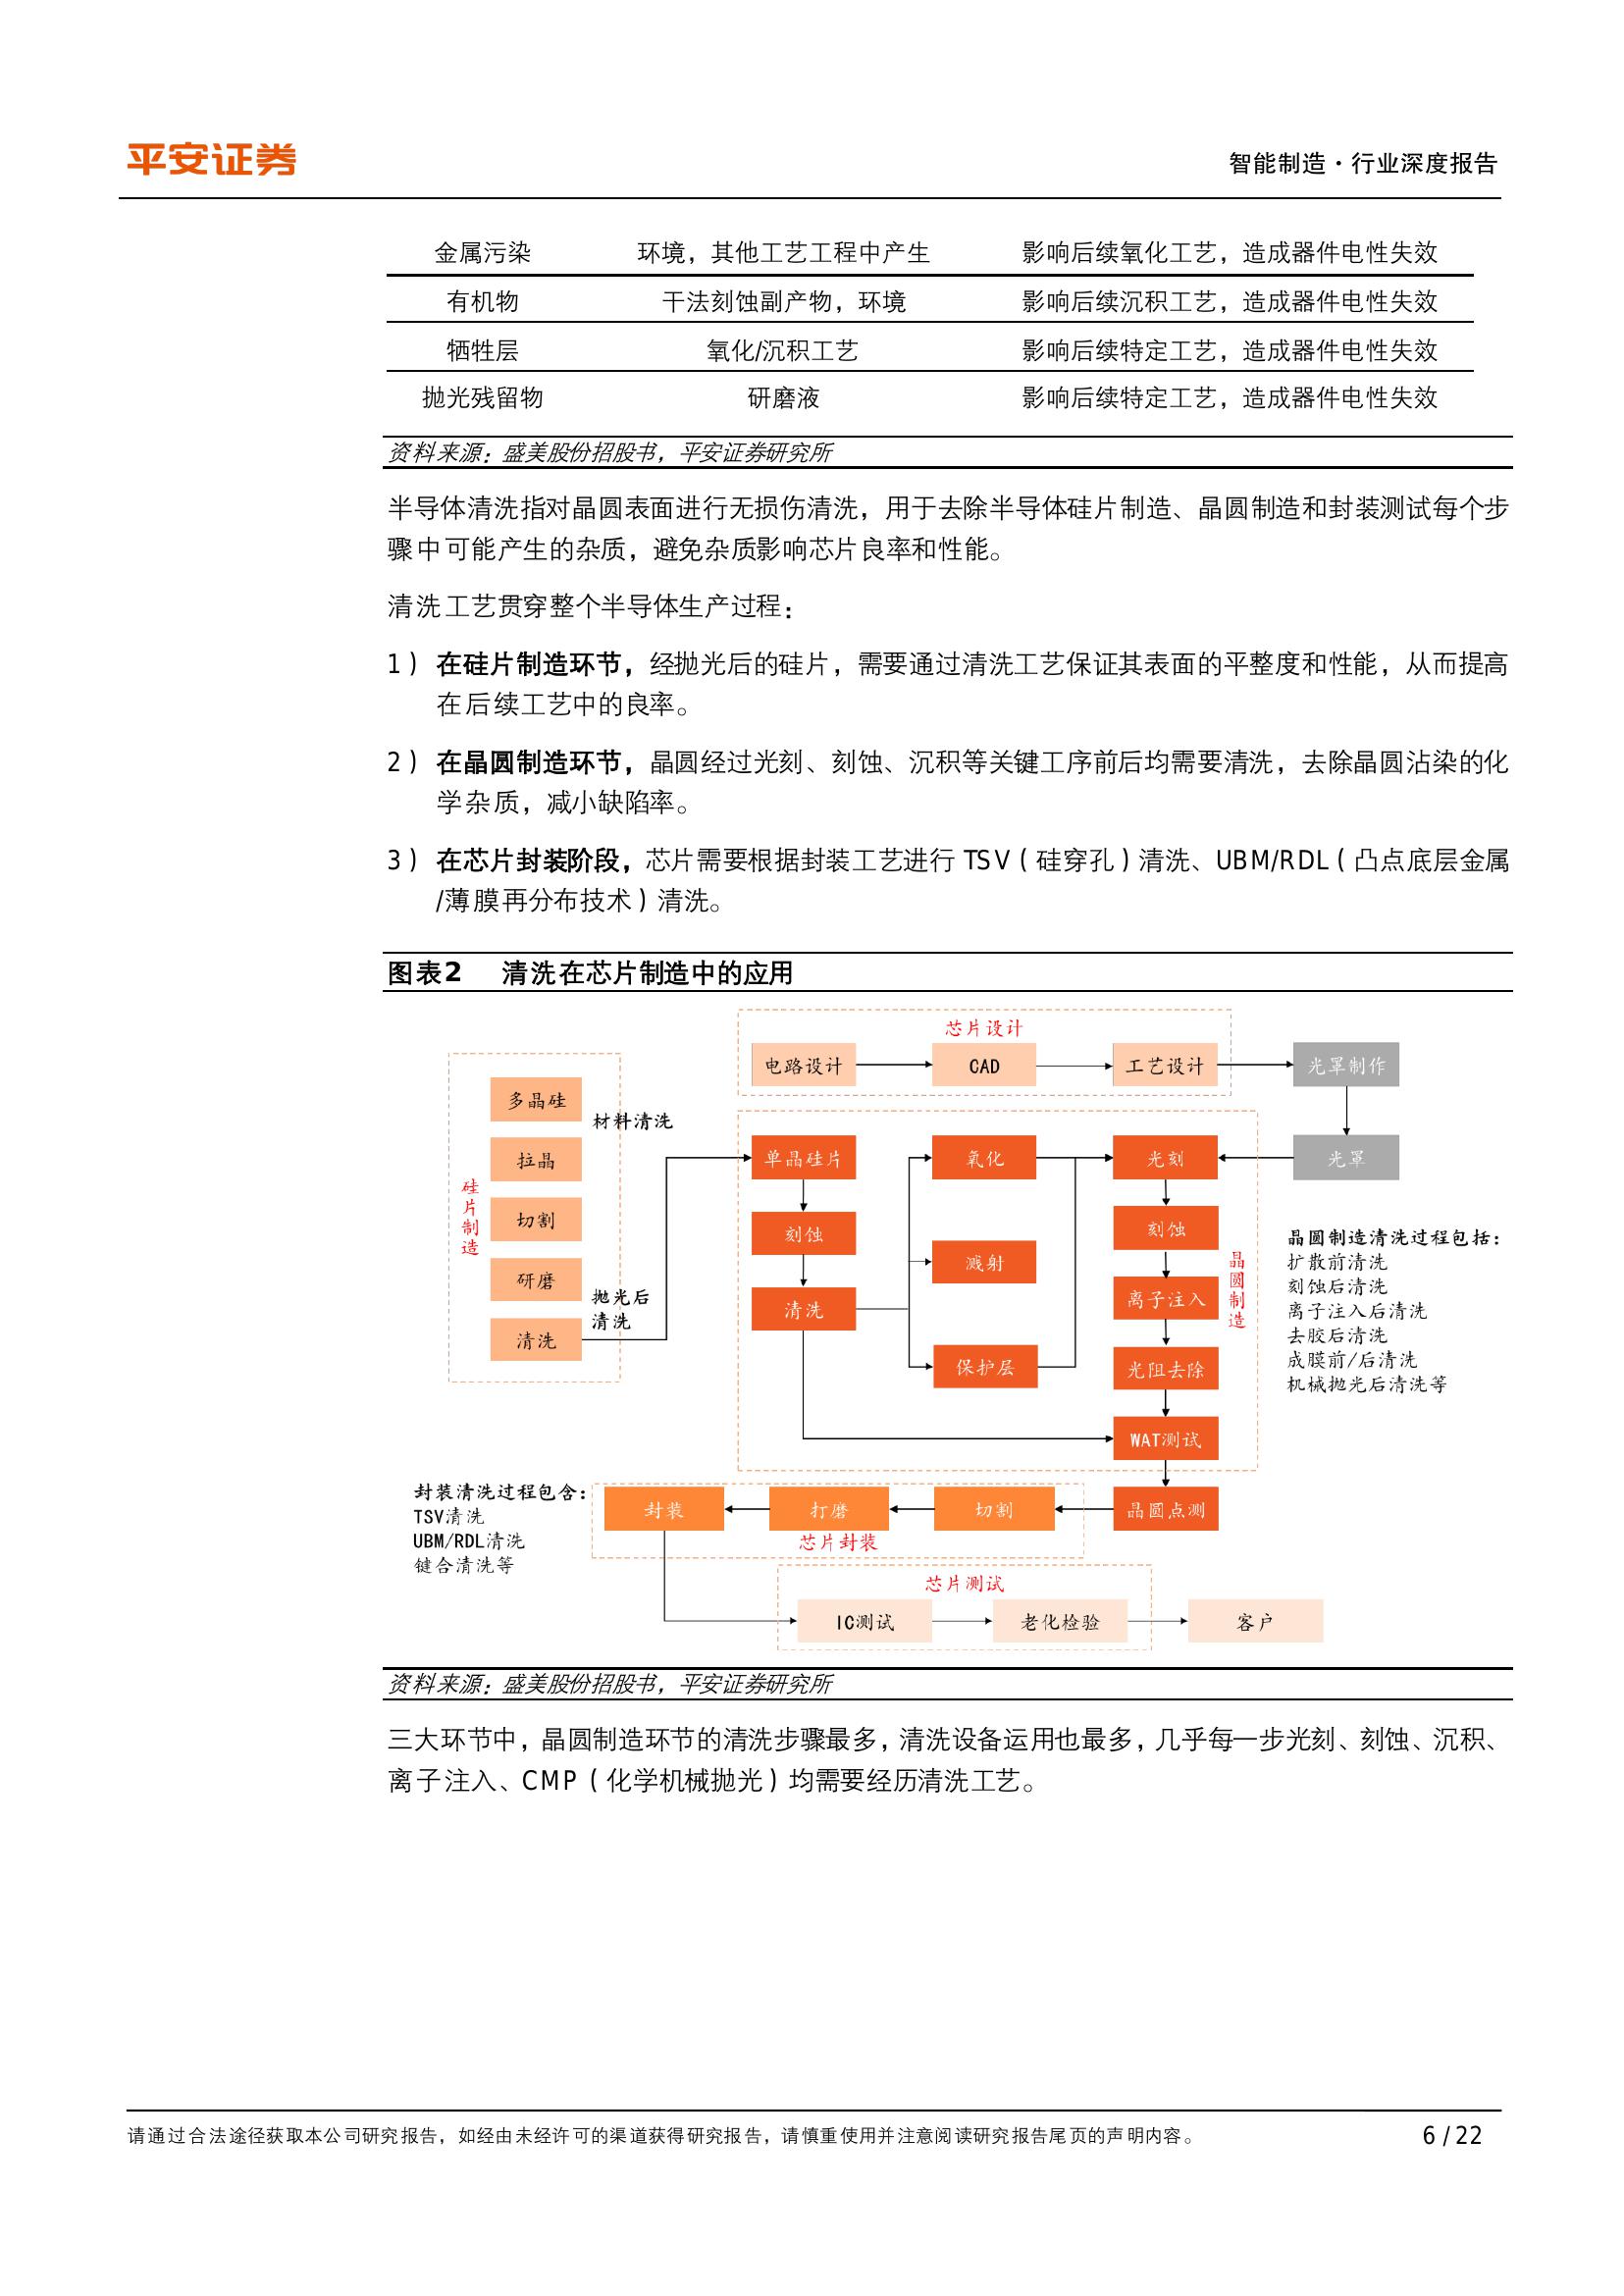 平安证券
智能制造·行业深度报告
金属污染 环境，其他工艺工程中产生 影响后续氧化工艺，造成器件电性失效
有机物 干法刻蚀副产物，环境 影响后续沉积工艺，造成器件电性失效
牺牲层 氧化/沉积工艺 影响后续特定工艺，造成器件电性失效
抛光残留物 研磨液 影响后续特定工艺，造成器件电性失效
资料来源：盛美股份招股书，平安证券研究所
半导体清洗指对晶圆表面进行无损伤清洗，用于去除半导体硅片制造、晶圆制造和封装测试每个步
骤中可能产生的杂质，避免杂质影响芯片良率和性能。
清洗工艺贯穿整个半导体生产过程：
1）在硅片制造环节，经抛光后的硅片，需要通过清洗工艺保证其表面的平整度和性能，从而提高
在后续工艺中的良率。
2）在晶圆制造环节，晶圆经过光刻、刻蚀、沉积等关键工序前后均需要清洗，去除晶圆沾染的化
学杂质，减小缺陷率。
3）在芯片封装阶段，芯片需要根据封装工艺进行 TSV（硅穿孔）清洗、UBM/RDL（凸点底层金属
/薄膜再分布技术）清洗。
图表2 清洗在芯片制造中的应用
芯片设计
电路设计 CAD 工艺设计 光罩制作
硅片制造
多晶硅
材料清洗
拉晶
切割
研磨
抛光后
清洗
清洗
单晶硅片 氧化 光刻 光罩
刻蚀
清洗
溅射
保护层
刻蚀
离子注入
光阻去除
WAT测试
晶圆制造
晶圆制造清洗过程包括：
扩散前清洗
刻蚀后清洗
离子注入后清洗
去胶后清洗
成膜前/后清洗
机械抛光后清洗等
封装清洗过程包含：
TSV清洗
UBM/RDL清洗
键合清洗等
封装 打磨 切割 晶圆点测
芯片封装
芯片测试
IC测试 老化检验 客户
资料来源：盛美股份招股书，平安证券研究所
三大环节中，晶圆制造环节的清洗步骤最多，清洗设备运用也最多，几乎每一步光刻、刻蚀、沉积、
离子注入、CMP（化学机械抛光）均需要经历清洗工艺。
请通过合法途径获取本公司研究报告，如经由未经许可的渠道获得研究报告，请慎重使用并注意阅读研究报告尾页的声明内容。
6 / 22